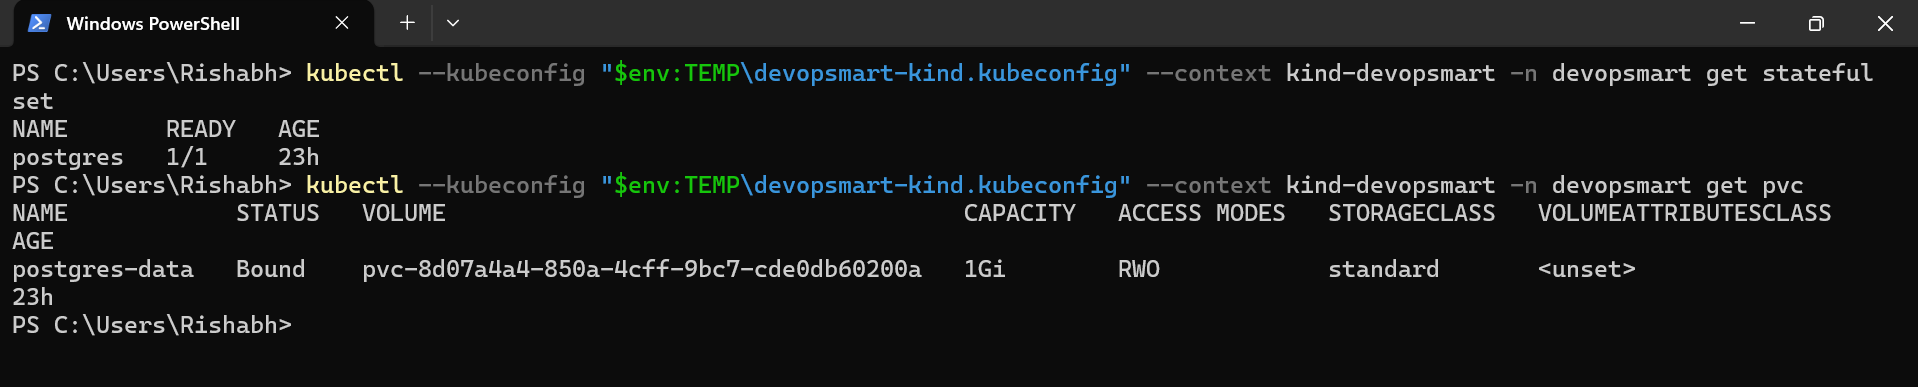 Windows PowerShell
PS C:\Users\Rishabh> kubectl --kubeconfig "$env:TEMP\devopsmart-kind.kubeconfig" --context kind-devopsmart -n devopsmart get stateful
set
NAME       READY   AGE
postgres   1/1     23h
PS C:\Users\Rishabh> kubectl --kubeconfig "$env:TEMP\devopsmart-kind.kubeconfig" --context kind-devopsmart -n devopsmart get pvc
NAME            STATUS   VOLUME                                     CAPACITY   ACCESS MODES   STORAGECLASS   VOLUMEATTRIBUTESCLASS
AGE
postgres-data   Bound    pvc-8d07a4a4-850a-4cff-9bc7-cde0db60200a   1Gi        RWO            standard       <unset>
23h
PS C:\Users\Rishabh>